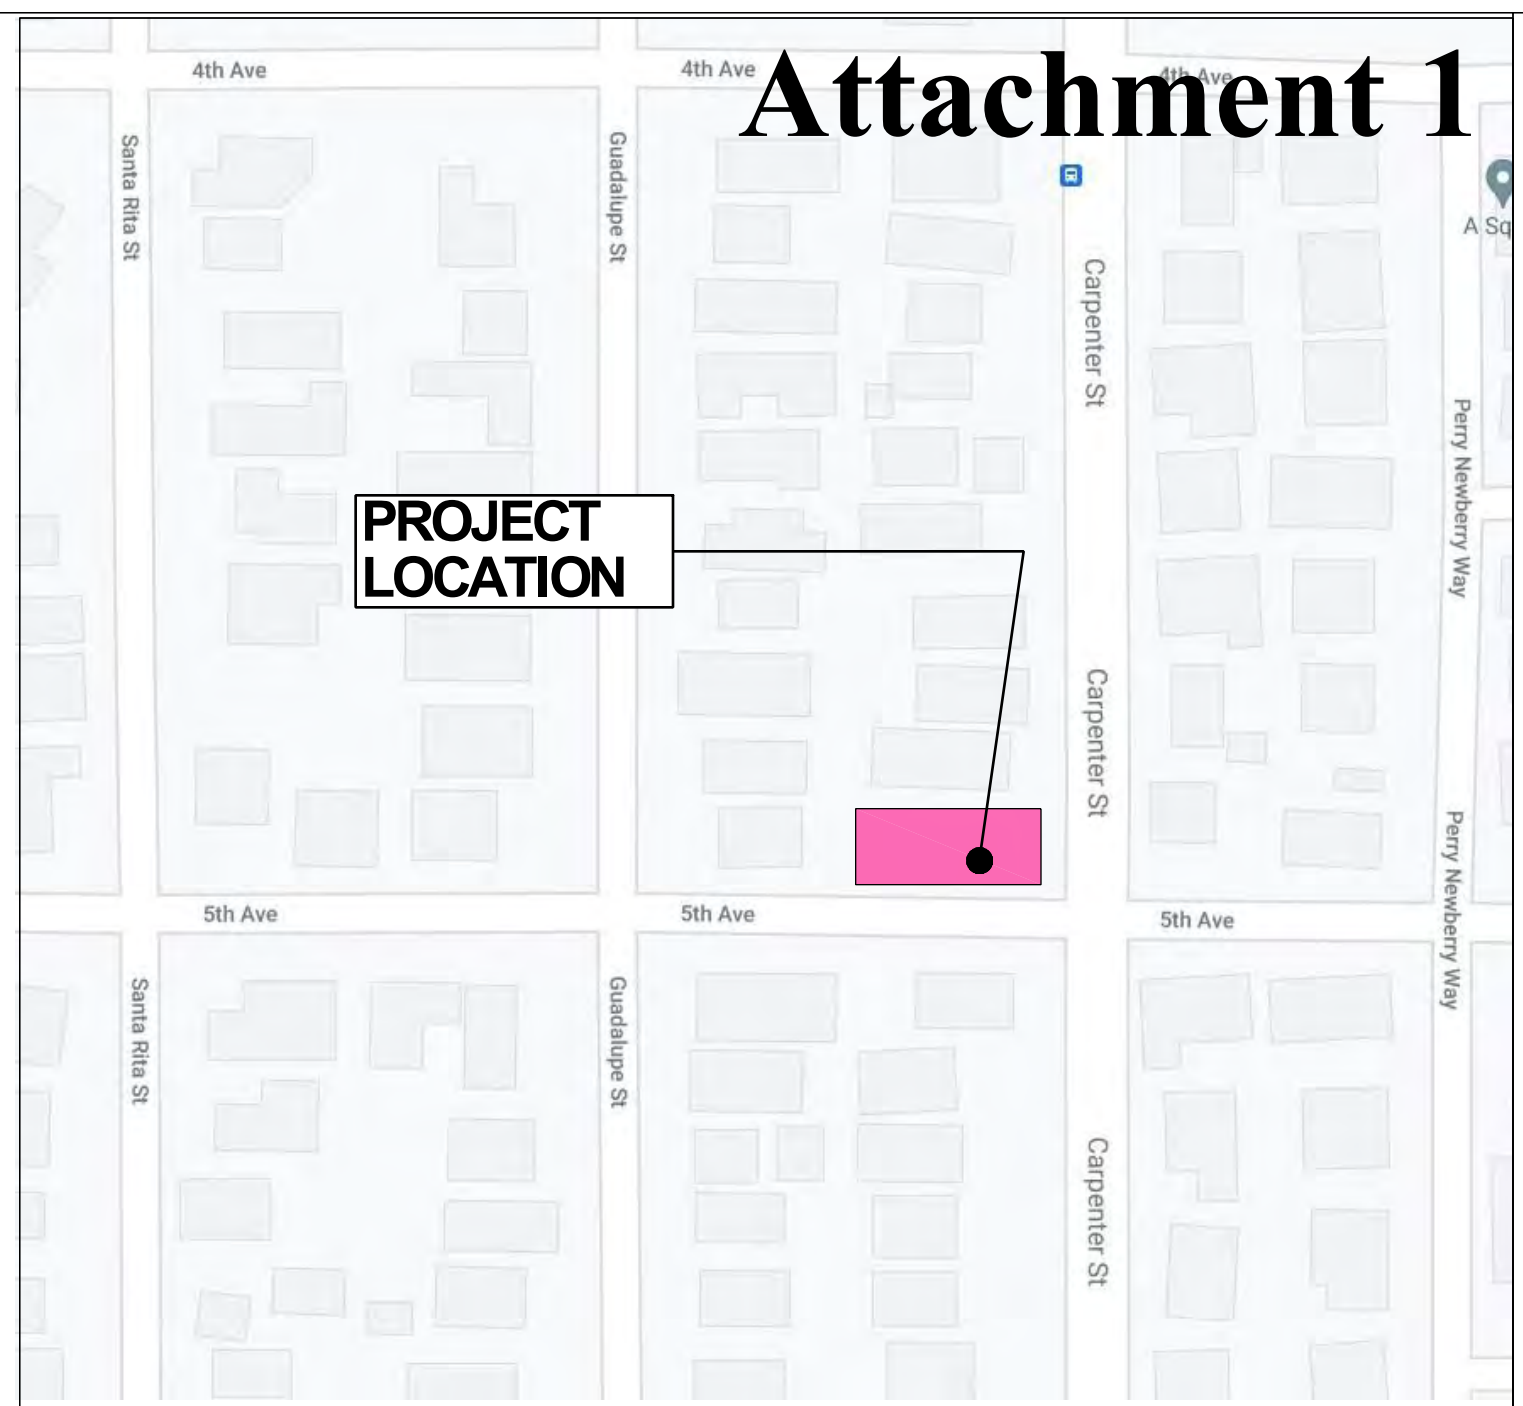 Attachment 1
4th Ave
4th Ave
4th Ave
Santa Rita St
Guadalupe St
A Sq
Carpenter St
Perry Newberry Way
PROJECT
LOCATION
Carpenter St
Perry Newberry Way
5th Ave
5th Ave
5th Ave
Santa Rita St
Guadalupe St
Carpenter St